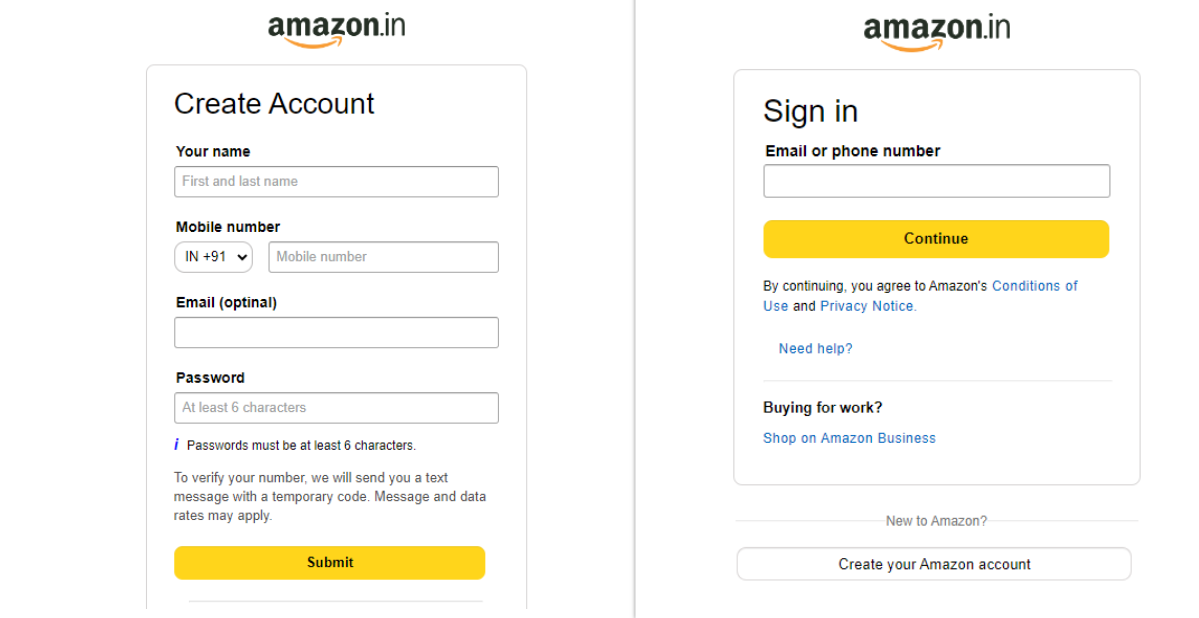 amazon.in
Create Account
Your name
First and last name
Mobile number
IN +91 Mobile number
Email (optinal)
Password
At least 6 characters
i Passwords must be at least 6 characters.
To verify your number, we will send you a text
message with a temporary code. Message and data
rates may apply.
Submit
amazon.in
Sign in
Email or phone number
Continue
By continuing, you agree to Amazon's Conditions of
Use and Privacy Notice.
Need help?
Buying for work?
Shop on Amazon Business
New to Amazon?
Create your Amazon account